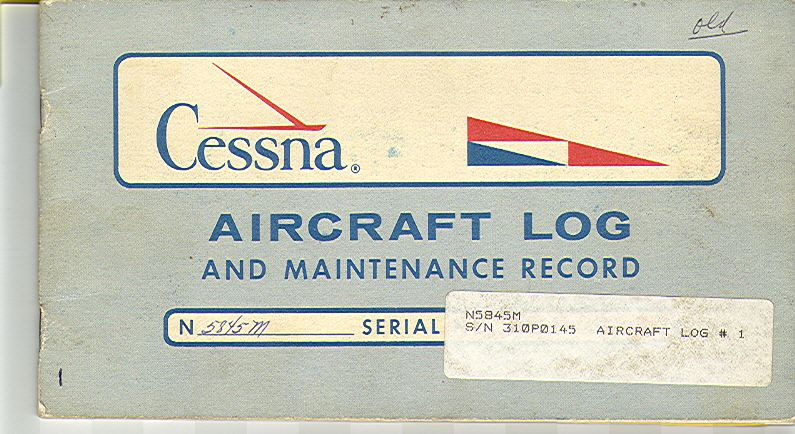 old
Cessna®
AIRCRAFT LOG
AND MAINTENANCE RECORD
N 5845M SERIAL
N5845M
S/N 310P0145 AIRCRAFT LOG # 1
1